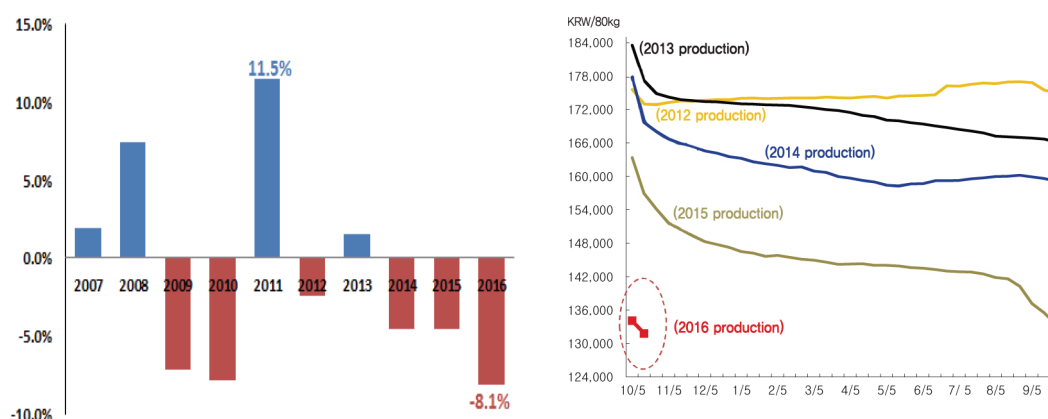 15.0%
10.0%
5.0%
0.0%
-5.0%
-10.0%
11.5%
2007 2008 2009 2010 2011 2012 2013 2014 2015 2016
-8.1%
KRW/80kg
184,000
178,000
172,000
166,000
160,000
154,000
148,000
142,000
136,000
130,000
124,000
(2013 production)
(2012 production)
(2014 production)
(2015 production)
(2016 production)
10/5 11/5 12/5 1/5 2/5 3/5 4/5 5/5 6/5 7/ 5 8/5 9/5